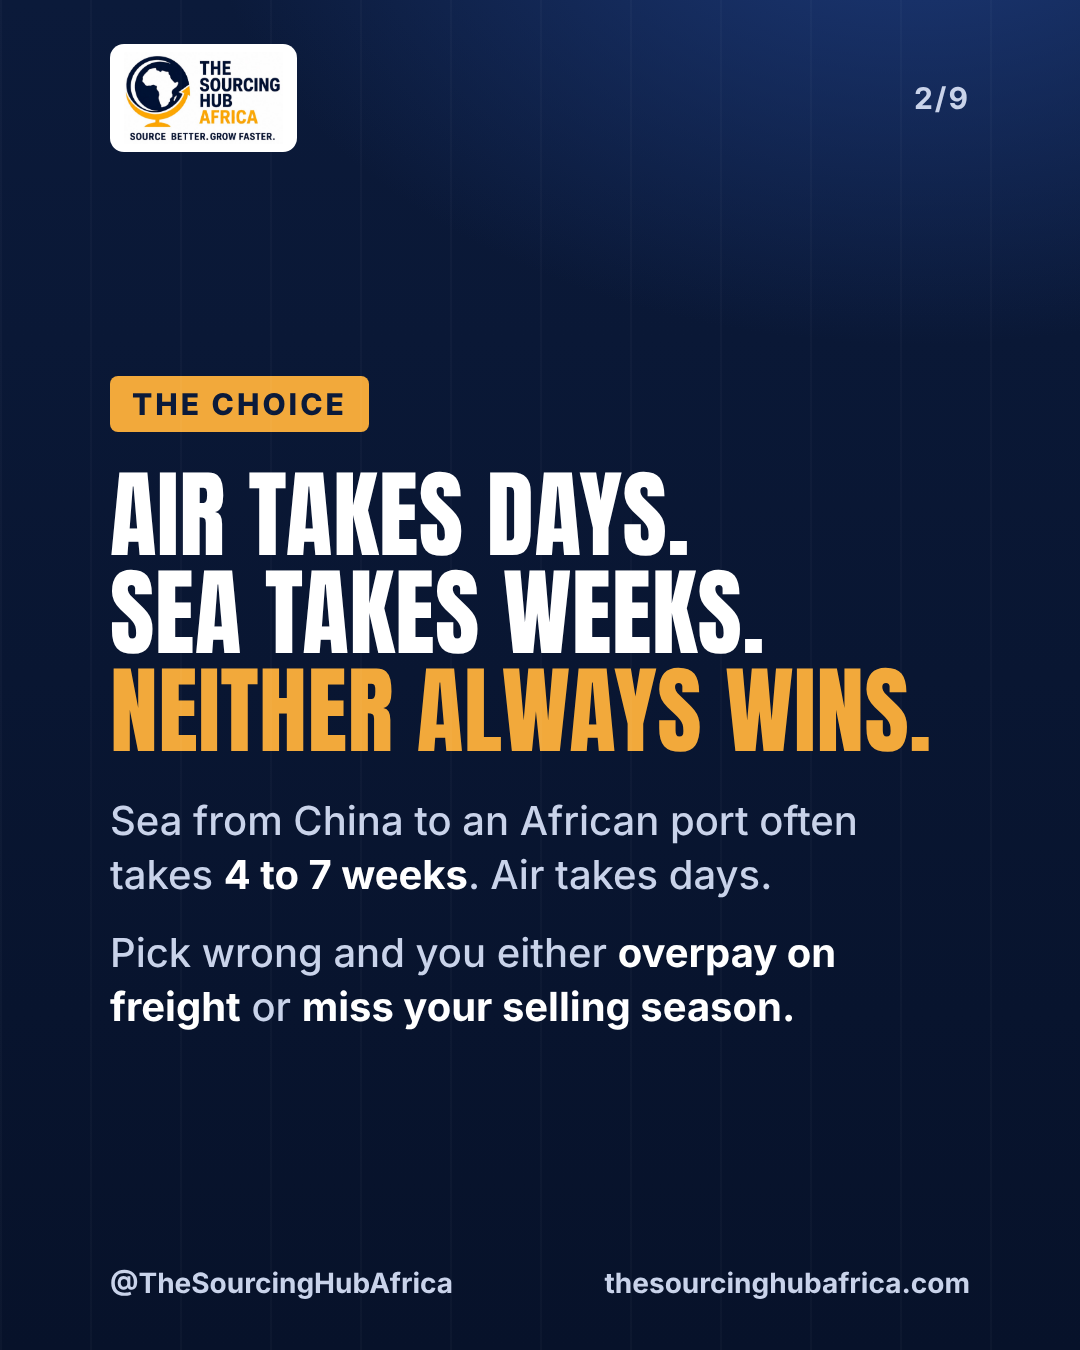 THE
SOURCING
HUB
AFRICA
SOURCE BETTER. GROW FASTER.
2/9
THE CHOICE
AIR TAKES DAYS.
SEA TAKES WEEKS.
NEITHER ALWAYS WINS.
Sea from China to an African port often
takes 4 to 7 weeks. Air takes days.
Pick wrong and you either overpay on
freight or miss your selling season.
@TheSourcingHubAfrica
thesourcinghubafrica.com